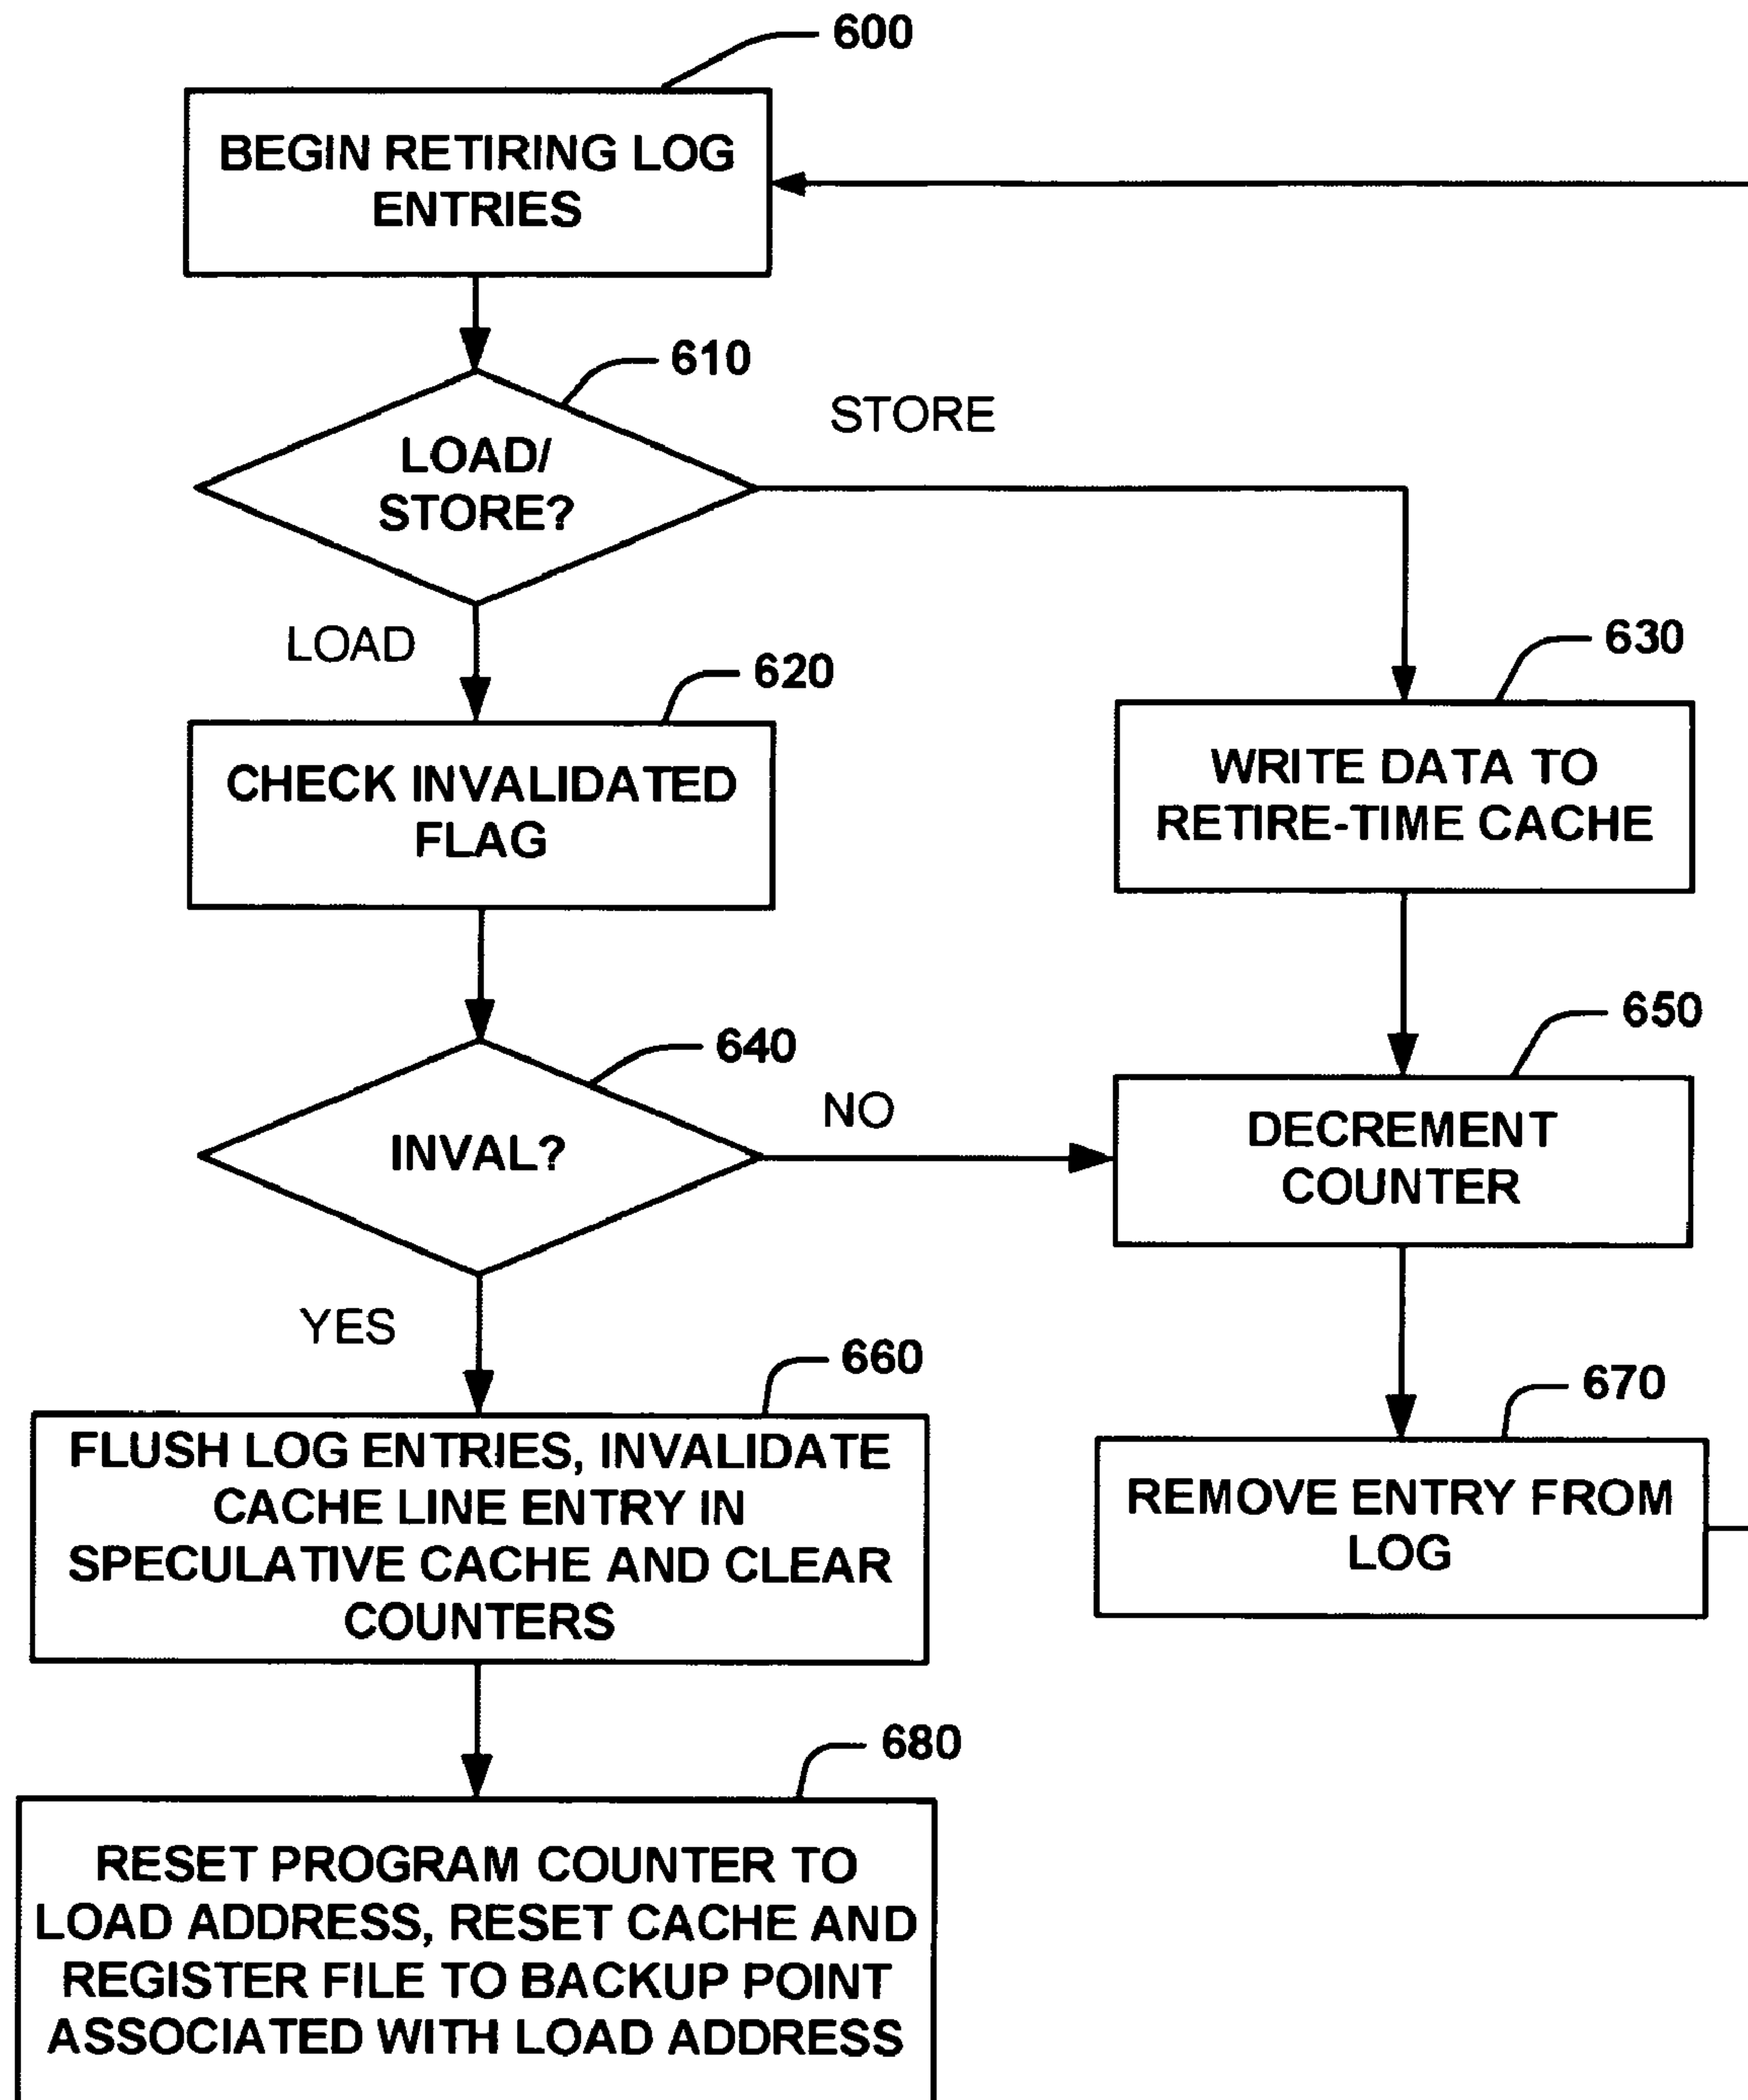 600
BEGIN RETIRING LOG
ENTRIES
610
STORE
LOAD/
STORE?
LOAD
630
620
CHECK INVALIDATED
FLAG
WRITE DATA TO
RETIRE-TIME CACHE
640
650
NO
INVAL?
DECREMENT
COUNTER
YES
660
670
FLUSH LOG ENTRIES, INVALIDATE
CACHE LINE ENTRY IN
SPECULATIVE CACHE AND CLEAR
COUNTERS
REMOVE ENTRY FROM
LOG
680
RESET PROGRAM COUNTER TO
LOAD ADDRESS, RESET CACHE AND
REGISTER FILE TO BACKUP POINT
ASSOCIATED WITH LOAD ADDRESS